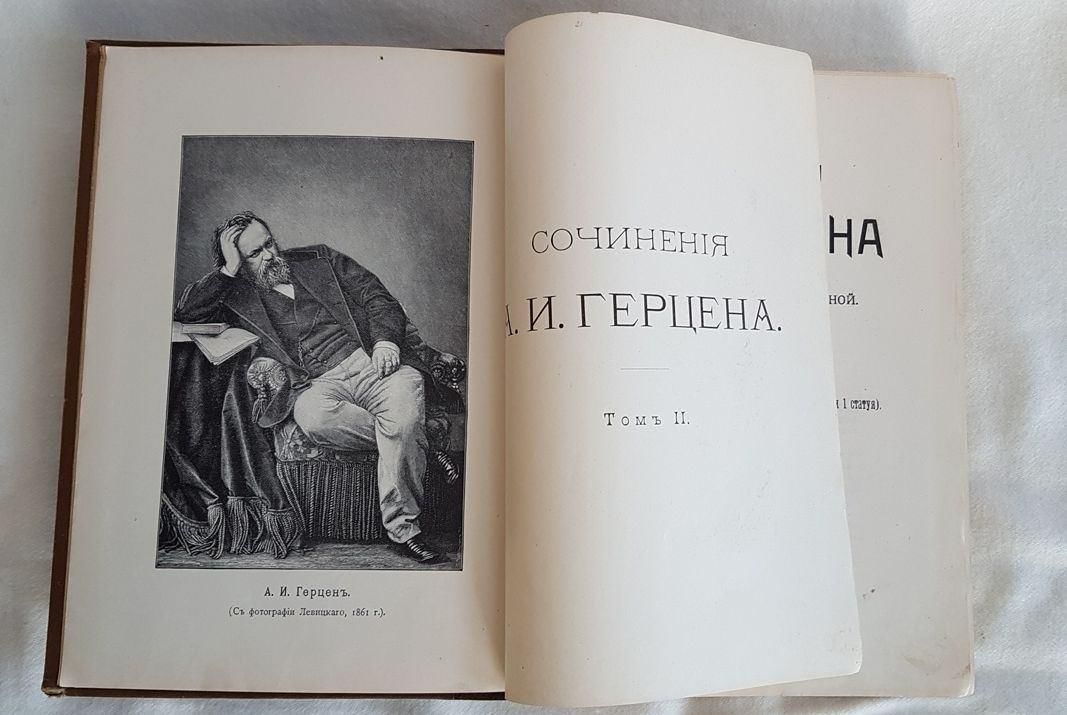 А. И. Герценъ.
(Съ фотографіи Левицкаго, 1861 г.).
СОЧИНЕНІЯ
А. И. ГЕРЦЕНА.
Томъ II.
НА
ной.
1 статуя).